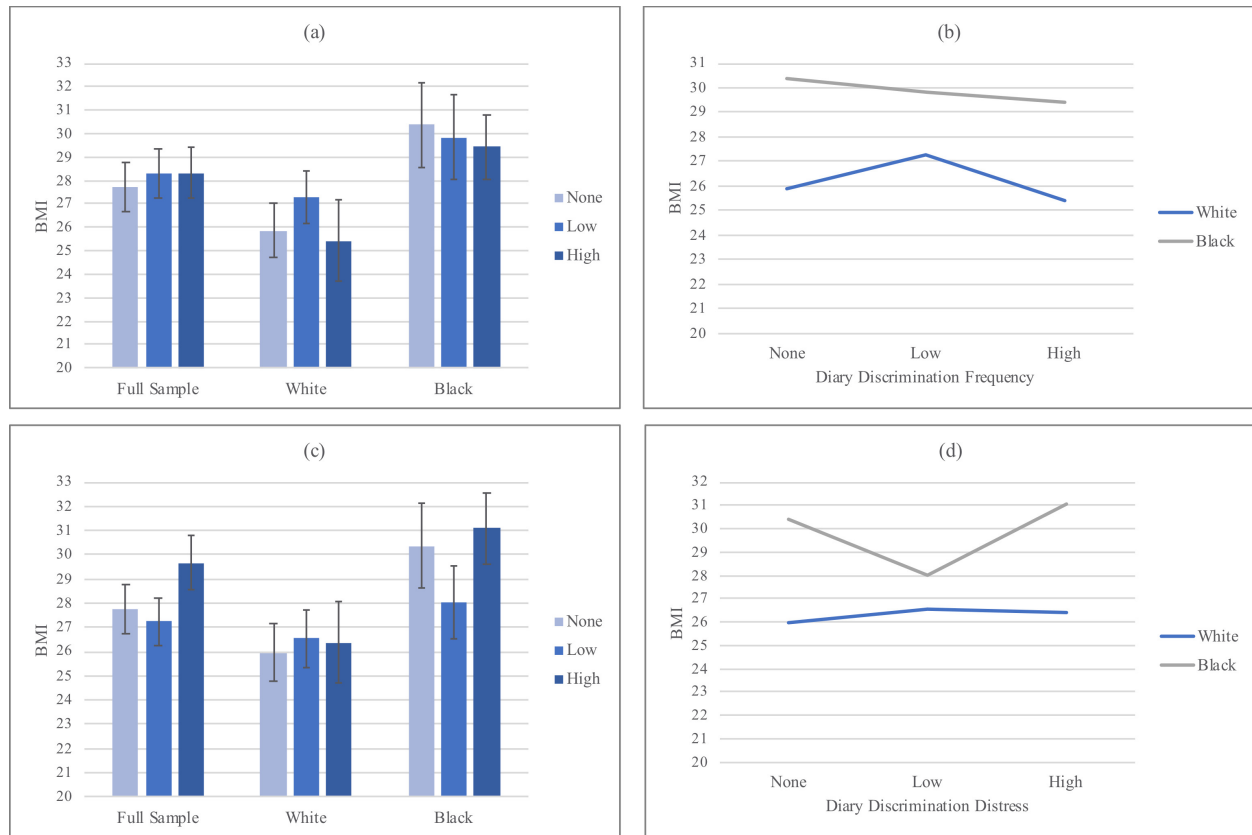 (a)
33
32
31
30
29
28
27
26
25
24
23
22
21
20
BMI
Full Sample
White
Black
None
Low
High
(b)
31
30
29
28
27
26
25
24
23
22
21
20
BMI
None
Low
High
Diary Discrimination Frequency
White
Black
(c)
33
32
31
30
29
28
27
26
25
24
23
22
21
20
BMI
Full Sample
White
Black
None
Low
High
(d)
32
31
30
29
28
27
26
25
24
23
22
21
20
BMI
None
Low
High
Diary Discrimination Distress
White
Black